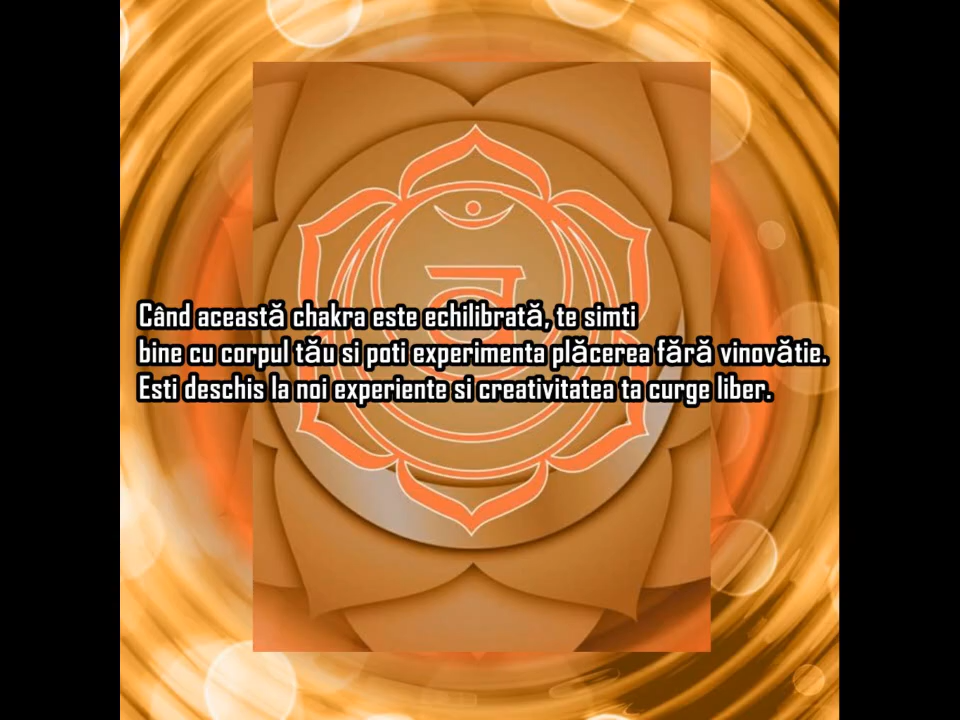 Când această chakra este echilibrată, te simti
bine cu corpul tău si poti experimenta plăcerea fără vinovătie.
Esti deschis la noi experiente si creativitatea ta curge liber.
वं